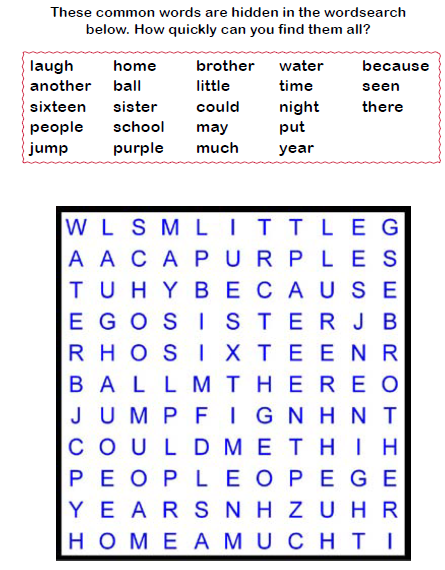 These common words are hidden in the wordsearch
below. How quickly can you find them all?
laugh home brother water because
another ball little time seen
sixteen sister could night there
people school may put
jump purple much year
W L S M L I T T L E G
A A C A P U R P L E S
T U H Y B E C A U S E
E G O S I S T E R J B
R H O S I X T E E N R
B A L L M T H E R E O
J U M P F I G N H N T
C O U L D M E T H I H
P E O P L E O P E G E
Y E A R S N H Z U H R
H O M E A M U C H T I